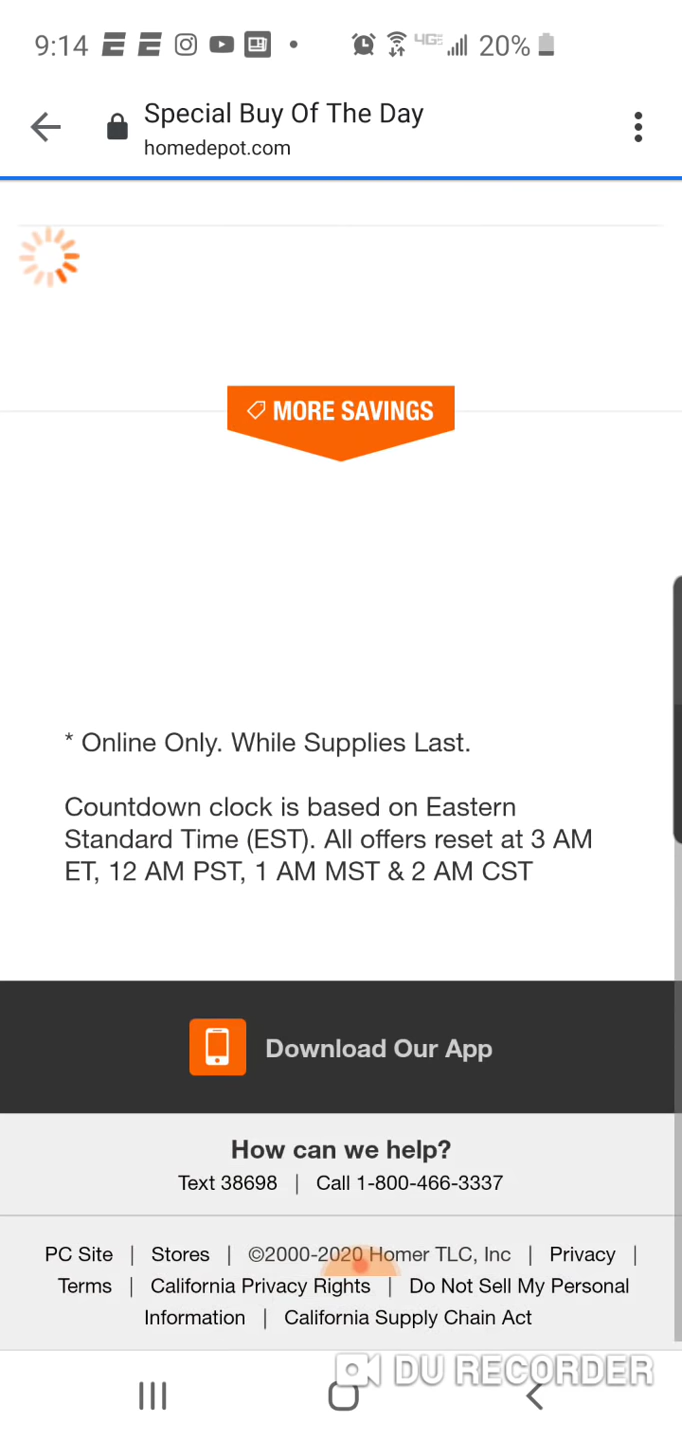 9:14 4GE 20%
Special Buy Of The Day
homedepot.com
MORE SAVINGS
* Online Only. While Supplies Last.
Countdown clock is based on Eastern
Standard Time (EST). All offers reset at 3 AM
ET, 12 AM PST, 1 AM MST & 2 AM CST
Download Our App
How can we help?
Text 38698 | Call 1-800-466-3337
PC Site | Stores | ©2000-2020 Homer TLC, Inc | Privacy |
Terms | California Privacy Rights | Do Not Sell My Personal
Information | California Supply Chain Act
DU RECORDER